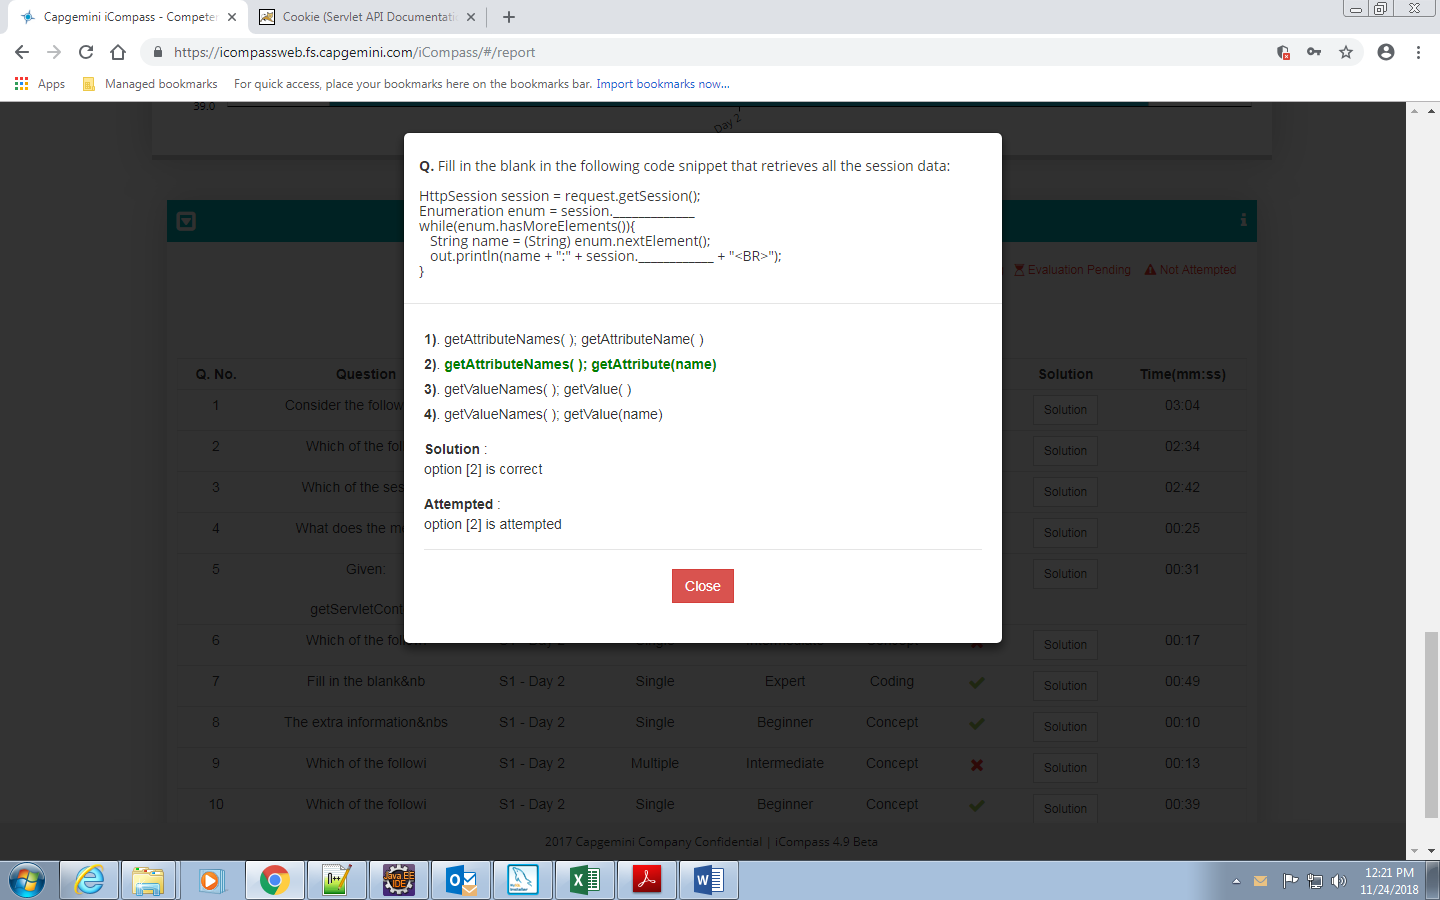 Capgemini iCompass - Competen
Cookie (Servlet API Documentati
https://icompassweb.fs.capgemini.com/iCompass/#/report
Apps
Managed bookmarks
For quick access, place your bookmarks here on the bookmarks bar. Import bookmarks now...
39.0
Day 2
Q. Fill in the blank in the following code snippet that retrieves all the session data:
HttpSession session = request.getSession();
Enumeration enum = session.____________
while(enum.hasMoreElements()){
String name = (String) enum.nextElement();
out.println(name + ":" + session.___________ + "<BR>");
}
Evaluation Pending
Not Attempted
1). getAttributeNames( ); getAttributeName( )
2). getAttributeNames( ); getAttribute(name)
3). getValueNames( ); getValue( )
4). getValueNames( ); getValue(name)
Solution :
option [2] is correct
Attempted :
option [2] is attempted
Close
Q. No. Question Solution Time(mm:ss)
1 Consider the follow Solution 03:04
2 Which of the fol Solution 02:34
3 Which of the ses Solution 02:42
4 What does the m Solution 00:25
5 Given: Solution 00:31
getServletCont
6 Which of the fol Solution 00:17
7 Fill in the blank&nb S1 - Day 2 Single Expert Coding Solution 00:49
8 The extra information&nbs S1 - Day 2 Single Beginner Concept Solution 00:10
9 Which of the followi S1 - Day 2 Multiple Intermediate Concept Solution 00:13
10 Which of the followi S1 - Day 2 Single Beginner Concept Solution 00:39
2017 Capgemini Company Confidential | iCompass 4.9 Beta
Java EE
IDE
12:21 PM
11/24/2018